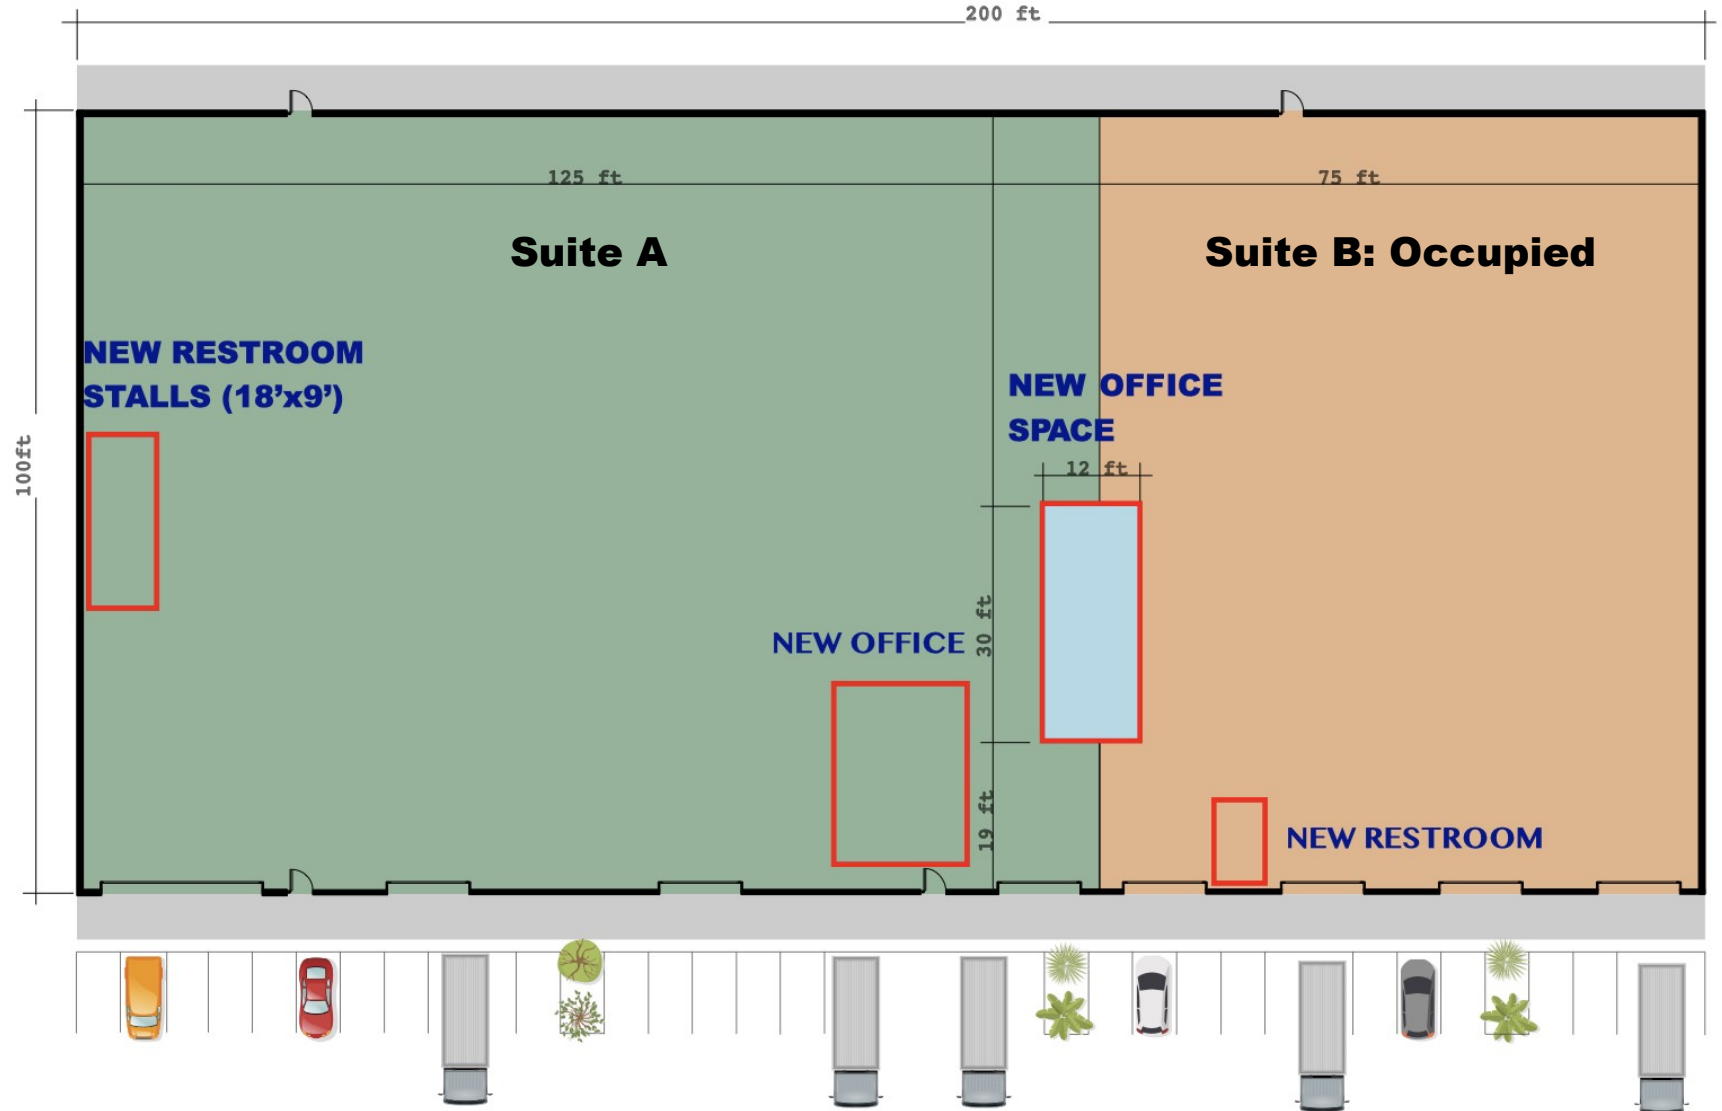 200 ft
125 ft
75 ft
Suite A
Suite B: Occupied
NEW RESTROOM
STALLS (18’x9’)
NEW OFFICE
SPACE
12 ft
100ft
30 ft
NEW OFFICE
19 ft
NEW RESTROOM